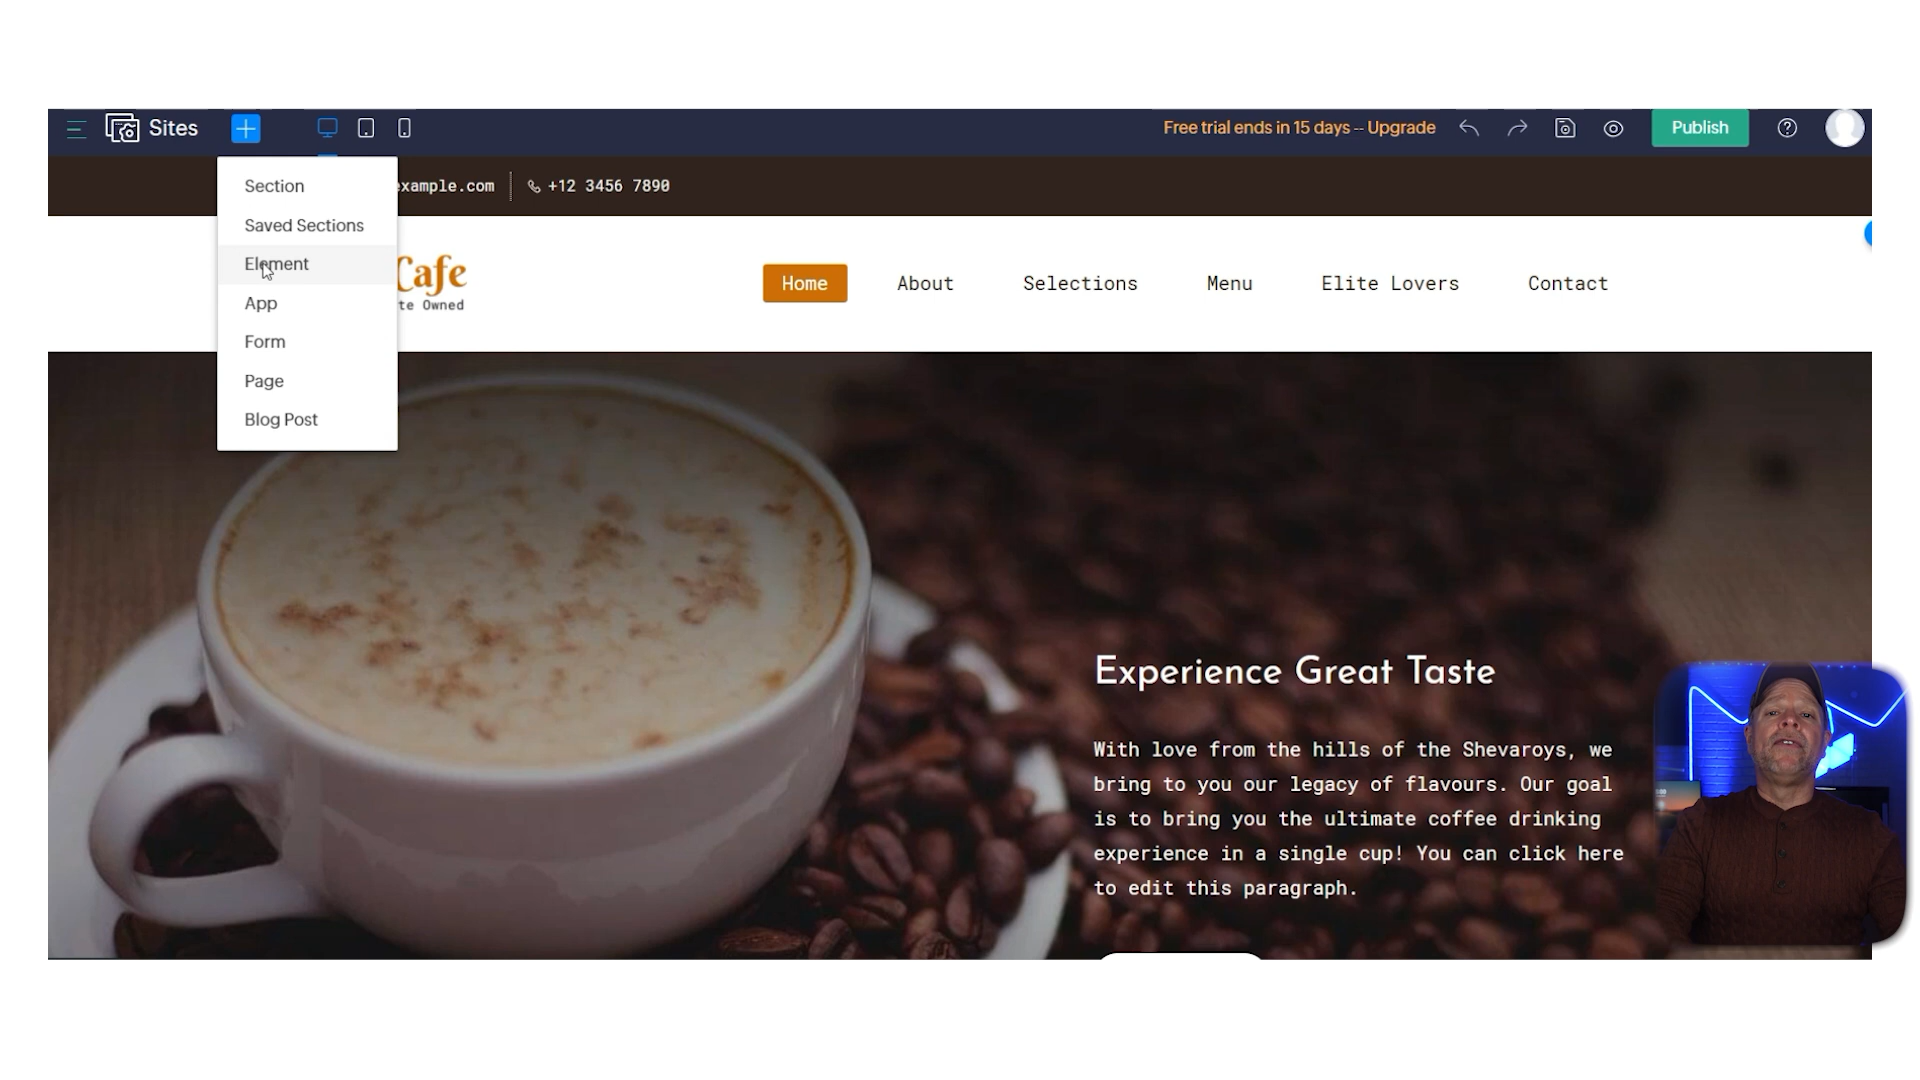 Sites
Free trial ends in 15 days -- Upgrade
Publish
Section
Saved Sections
Element
App
Form
Page
Blog Post
example.com
+12 3456 7890
Cafe
te Owned
Home
About
Selections
Menu
Elite Lovers
Contact
Experience Great Taste
With love from the hills of the Shevaroys, we
bring to you our legacy of flavours. Our goal
is to bring you the ultimate coffee drinking
experience in a single cup! You can click here
to edit this paragraph.